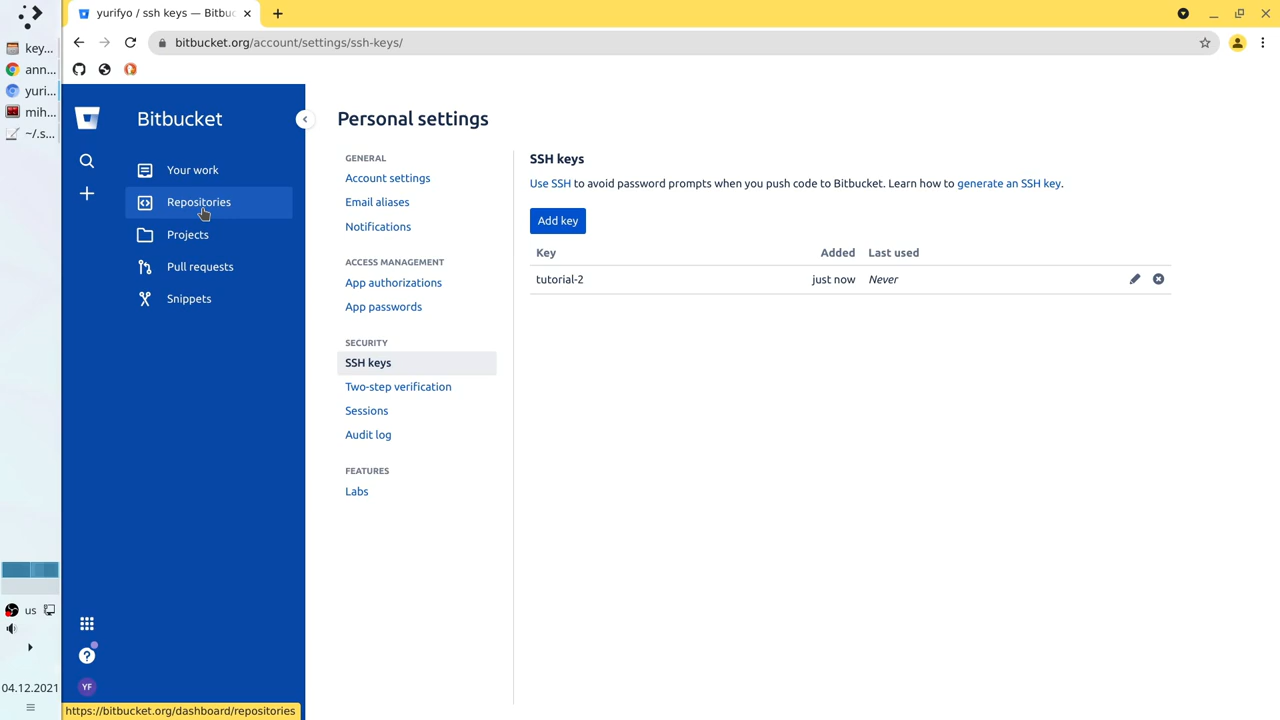 yurifyo / ssh keys — Bitbuc
key...
ann...
yuri...
mih...
~/.s...
bitbucket.org/account/settings/ssh-keys/
Bitbucket
Your work
Repositories
Projects
Pull requests
Snippets
YF
Personal settings
GENERAL
Account settings
Email aliases
Notifications
ACCESS MANAGEMENT
App authorizations
App passwords
SECURITY
SSH keys
Two-step verification
Sessions
Audit log
FEATURES
Labs
SSH keys
Use SSH to avoid password prompts when you push code to Bitbucket. Learn how to generate an SSH key.
Add key
Key Added Last used
tutorial-2 just now Never
us
04.12.2021
https://bitbucket.org/dashboard/repositories